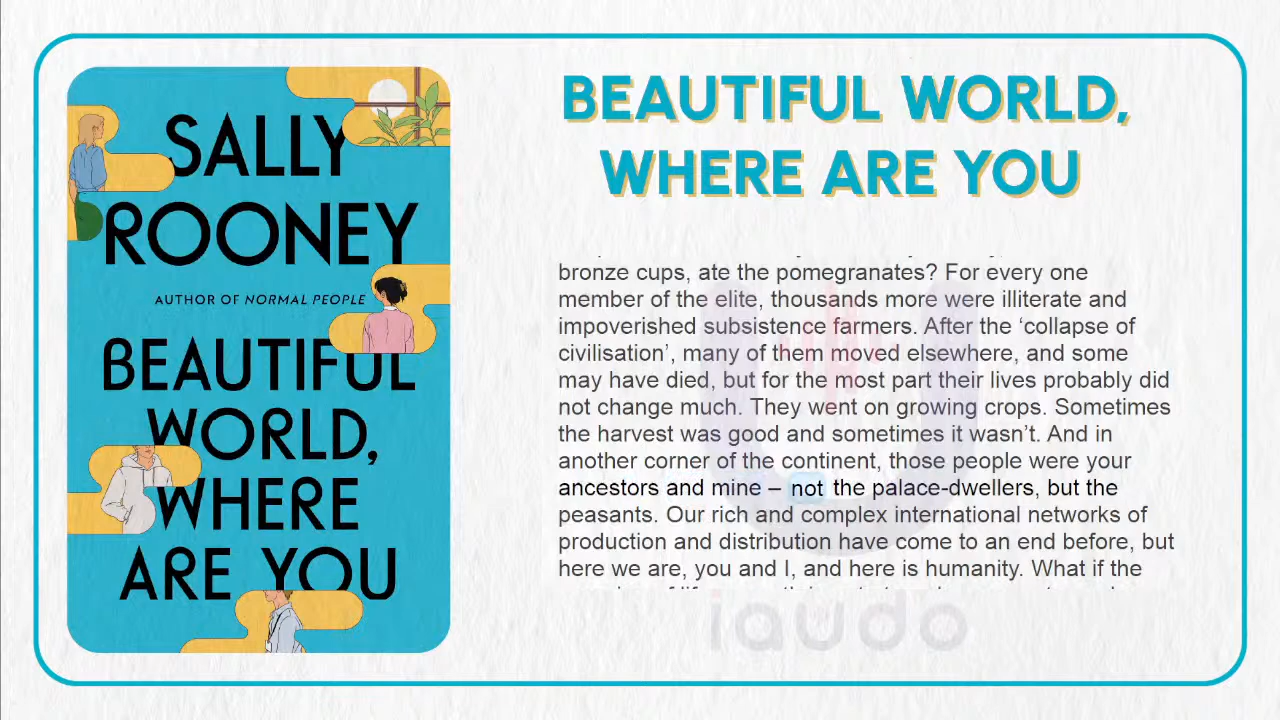 SALLY
ROONEY
AUTHOR OF NORMAL PEOPLE
BEAUTIFUL
WORLD,
WHERE
ARE YOU
BEAUTIFUL WORLD,
WHERE ARE YOU
bronze cups, ate the pomegranates? For every one
member of the elite, thousands more were illiterate and
impoverished subsistence farmers. After the ‘collapse of
civilisation’, many of them moved elsewhere, and some
may have died, but for the most part their lives probably did
not change much. They went on growing crops. Sometimes
the harvest was good and sometimes it wasn’t. And in
another corner of the continent, those people were your
ancestors and mine – not the palace-dwellers, but the
peasants. Our rich and complex international networks of
production and distribution have come to an end before, but
here we are, you and I, and here is humanity. What if the
iaudo